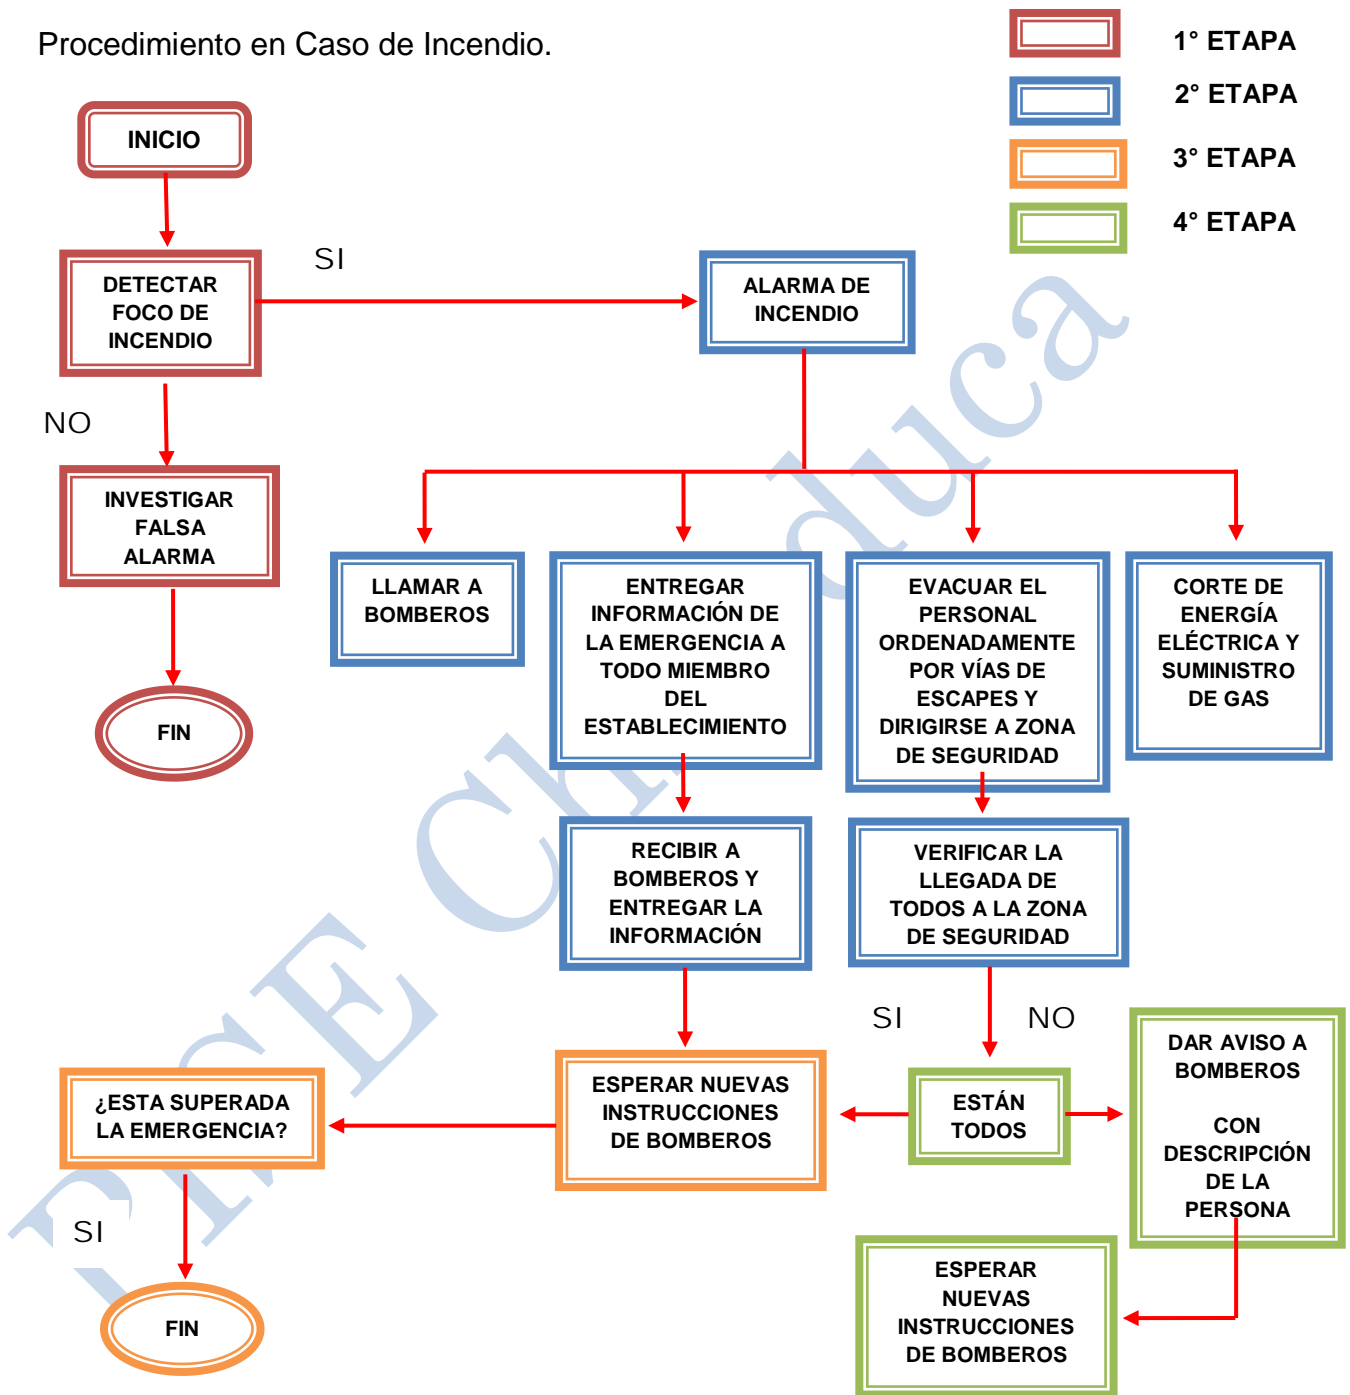 Procedimiento en Caso de Incendio.
1° ETAPA
2° ETAPA
3° ETAPA
4° ETAPA
INICIO
DETECTAR
FOCO DE
INCENDIO
SI
ALARMA DE
INCENDIO
NO
INVESTIGAR
FALSA
ALARMA
FIN
LLAMAR A
BOMBEROS
ENTREGAR
INFORMACIÓN DE
LA EMERGENCIA A
TODO MIEMBRO
DEL
ESTABLECIMIENTO
EVACUAR EL
PERSONAL
ORDENADAMENTE
POR VÍAS DE
ESCAPES Y
DIRIGIRSE A ZONA
DE SEGURIDAD
CORTE DE
ENERGÍA
ELÉCTRICA Y
SUMINISTRO
DE GAS
RECIBIR A
BOMBEROS Y
ENTREGAR LA
INFORMACIÓN
VERIFICAR LA
LLEGADA DE
TODOS A LA ZONA
DE SEGURIDAD
SI
NO
¿ESTA SUPERADA
LA EMERGENCIA?
ESPERAR NUEVAS
INSTRUCCIONES
DE BOMBEROS
ESTÁN
TODOS
DAR AVISO A
BOMBEROS
CON
DESCRIPCIÓN
DE LA
PERSONA
SI
FIN
ESPERAR
NUEVAS
INSTRUCCIONES
DE BOMBEROS